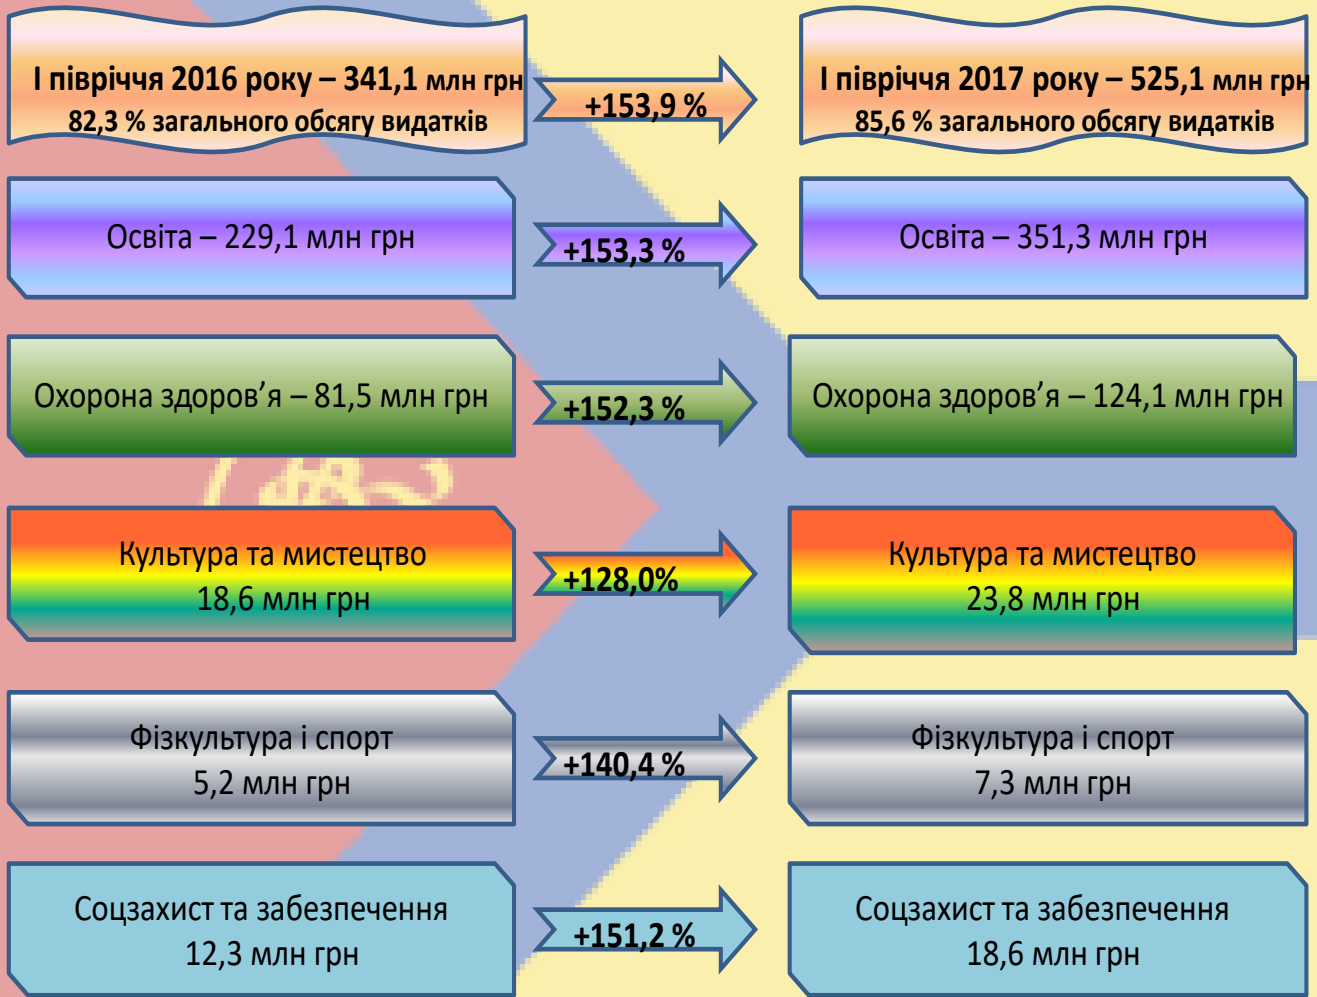 І півріччя 2016 року – 341,1 млн грн
82,3 % загального обсягу видатків
+153,9 %
І півріччя 2017 року – 525,1 млн грн
85,6 % загального обсягу видатків
Освіта – 229,1 млн грн
+153,3 %
Освіта – 351,3 млн грн
Охорона здоров’я – 81,5 млн грн
+152,3 %
Охорона здоров’я – 124,1 млн грн
Культура та мистецтво
18,6 млн грн
+128,0%
Культура та мистецтво
23,8 млн грн
Фізкультура і спорт
5,2 млн грн
+140,4 %
Фізкультура і спорт
7,3 млн грн
Соцзахист та забезпечення
12,3 млн грн
+151,2 %
Соцзахист та забезпечення
18,6 млн грн